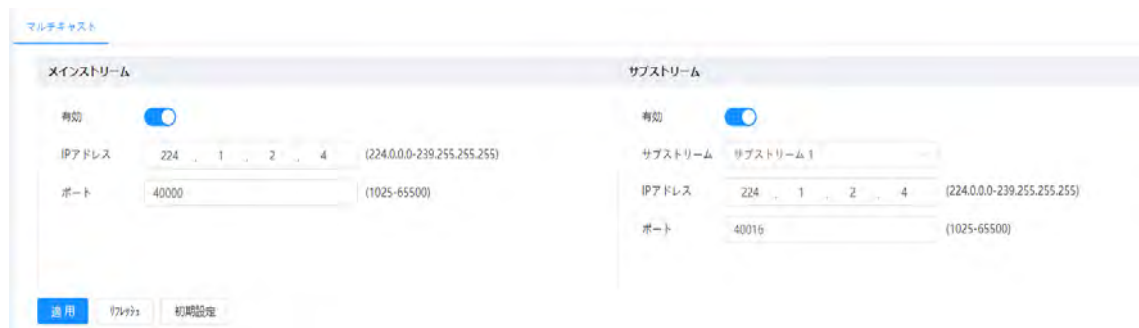 マルチキャスト
メインストリーム
有効
IPアドレス 224 . 1 . 2 . 4 (224.0.0.0-239.255.255.255)
ポート 40000 (1025-65500)
サブストリーム
有効
サブストリーム サブストリーム 1
IPアドレス 224 . 1 . 2 . 4 (224.0.0.0-239.255.255.255)
ポート 40016 (1025-65500)
適用 リフレッシュ 初期設定